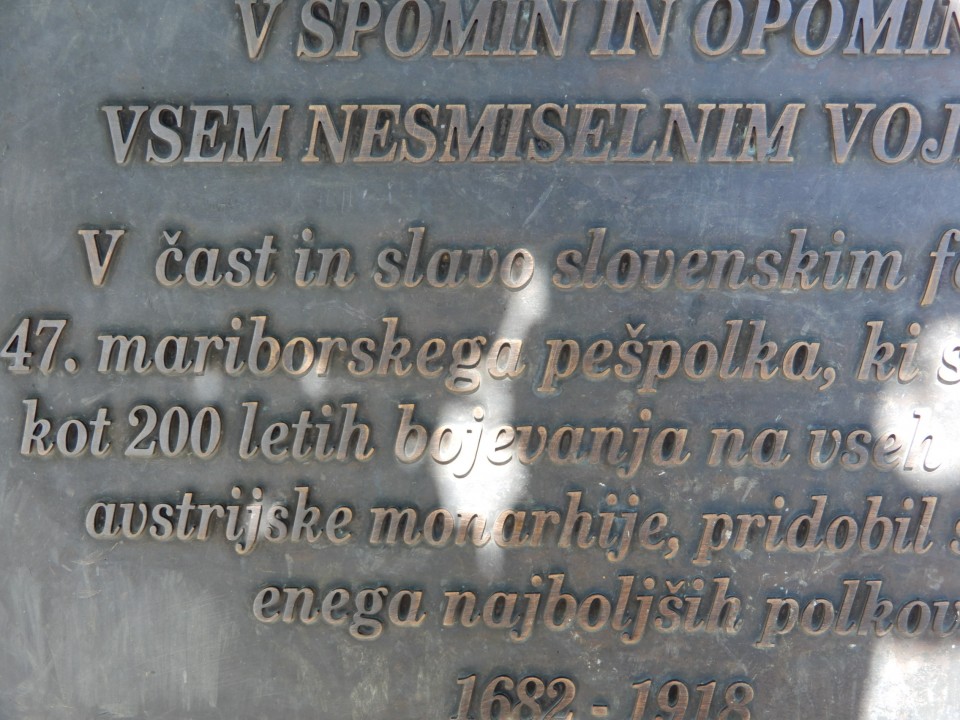 V SPOMIN IN OPOMIN
VSEM NESMISELNIM VOJ
V čast in slavo slovenskim f
47. mariborskega pešpolka, ki s
kot 200 letih bojevanja na vseh
avstrijske monarhije, pridobil s
enega najboljših polkov
1682 - 1918